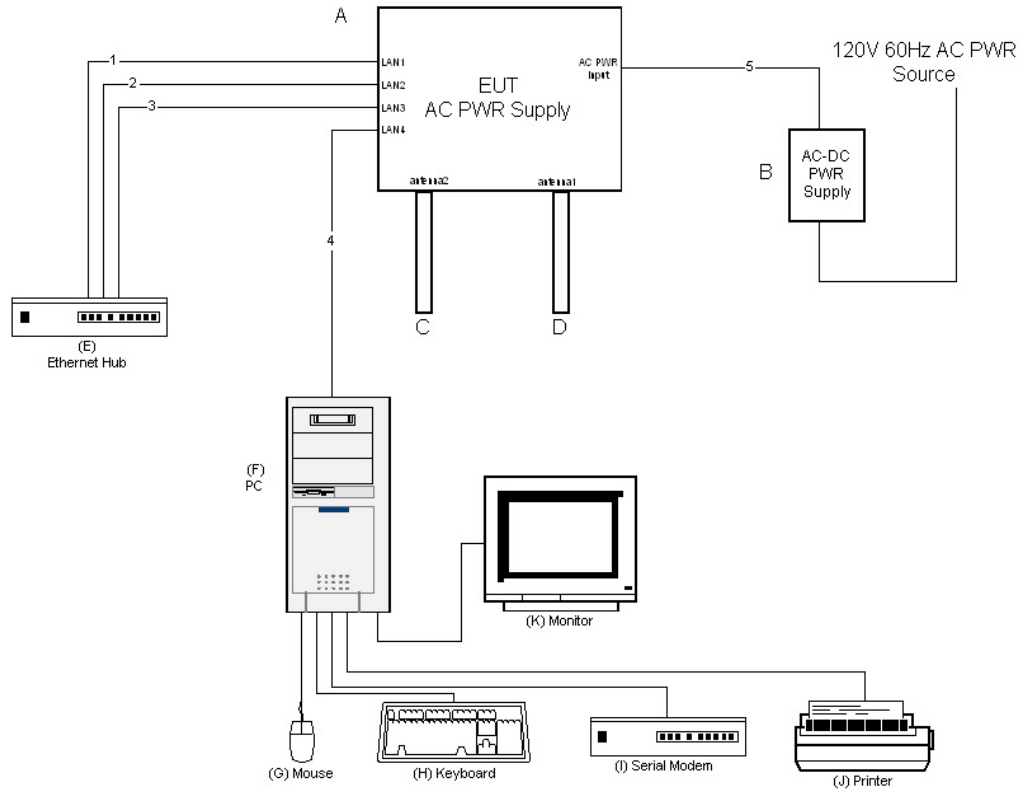 A
120V 60Hz AC PWR
Source
1
LAN1
AC PWR
Input
5
2
LAN2
EUT
3
LAN3
AC PWR Supply
LAN4
B
AC-DC
PWR
Supply
antenna2
antenna1
4
C
D
(E)
Ethernet Hub
(F)
PC
(K) Monitor
(G) Mouse
(H) Keyboard
(I) Serial Modem
(J) Printer